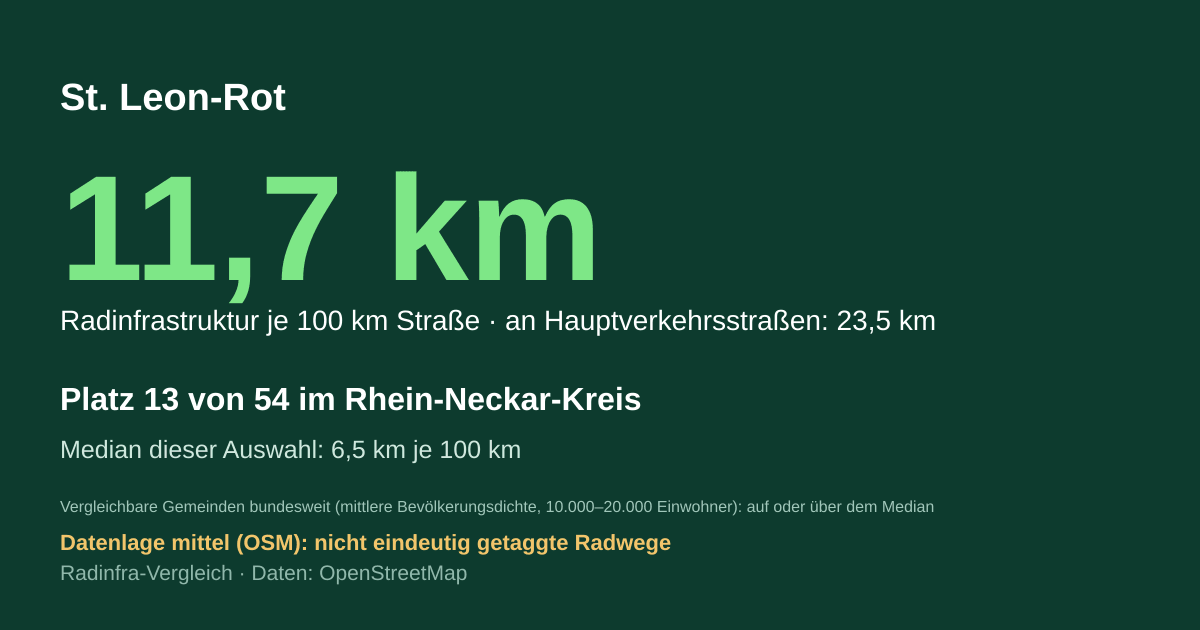 St. Leon-Rot
11,7 km
Radinfrastruktur je 100 km Straße · an Hauptverkehrsstraßen: 23,5 km
Platz 13 von 54 im Rhein-Neckar-Kreis
Median dieser Auswahl: 6,5 km je 100 km
Vergleichbare Gemeinden bundesweit (mittlere Bevölkerungsdichte, 10.000–20.000 Einwohner): auf oder über dem Median
Datenlage mittel (OSM): nicht eindeutig getaggte Radwege
Radinfra-Vergleich · Daten: OpenStreetMap